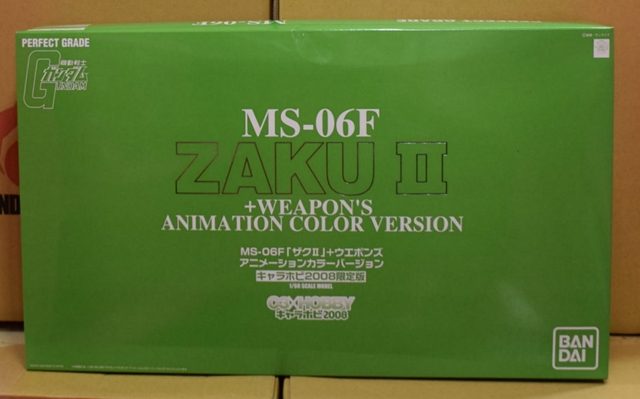 PERFECT GRADE
機動戦士
ガンダム
GUNDAM
MS-06F
ZAKU II
+WEAPON'S
ANIMATION COLOR VERSION
MS-06F「ザクII」+ウエポンズ
アニメーションカラーバージョン
キャラホビ2008限定版
1/60 SCALE MODEL
C3×HOBBY
キャラホビ2008
BAN
DAI